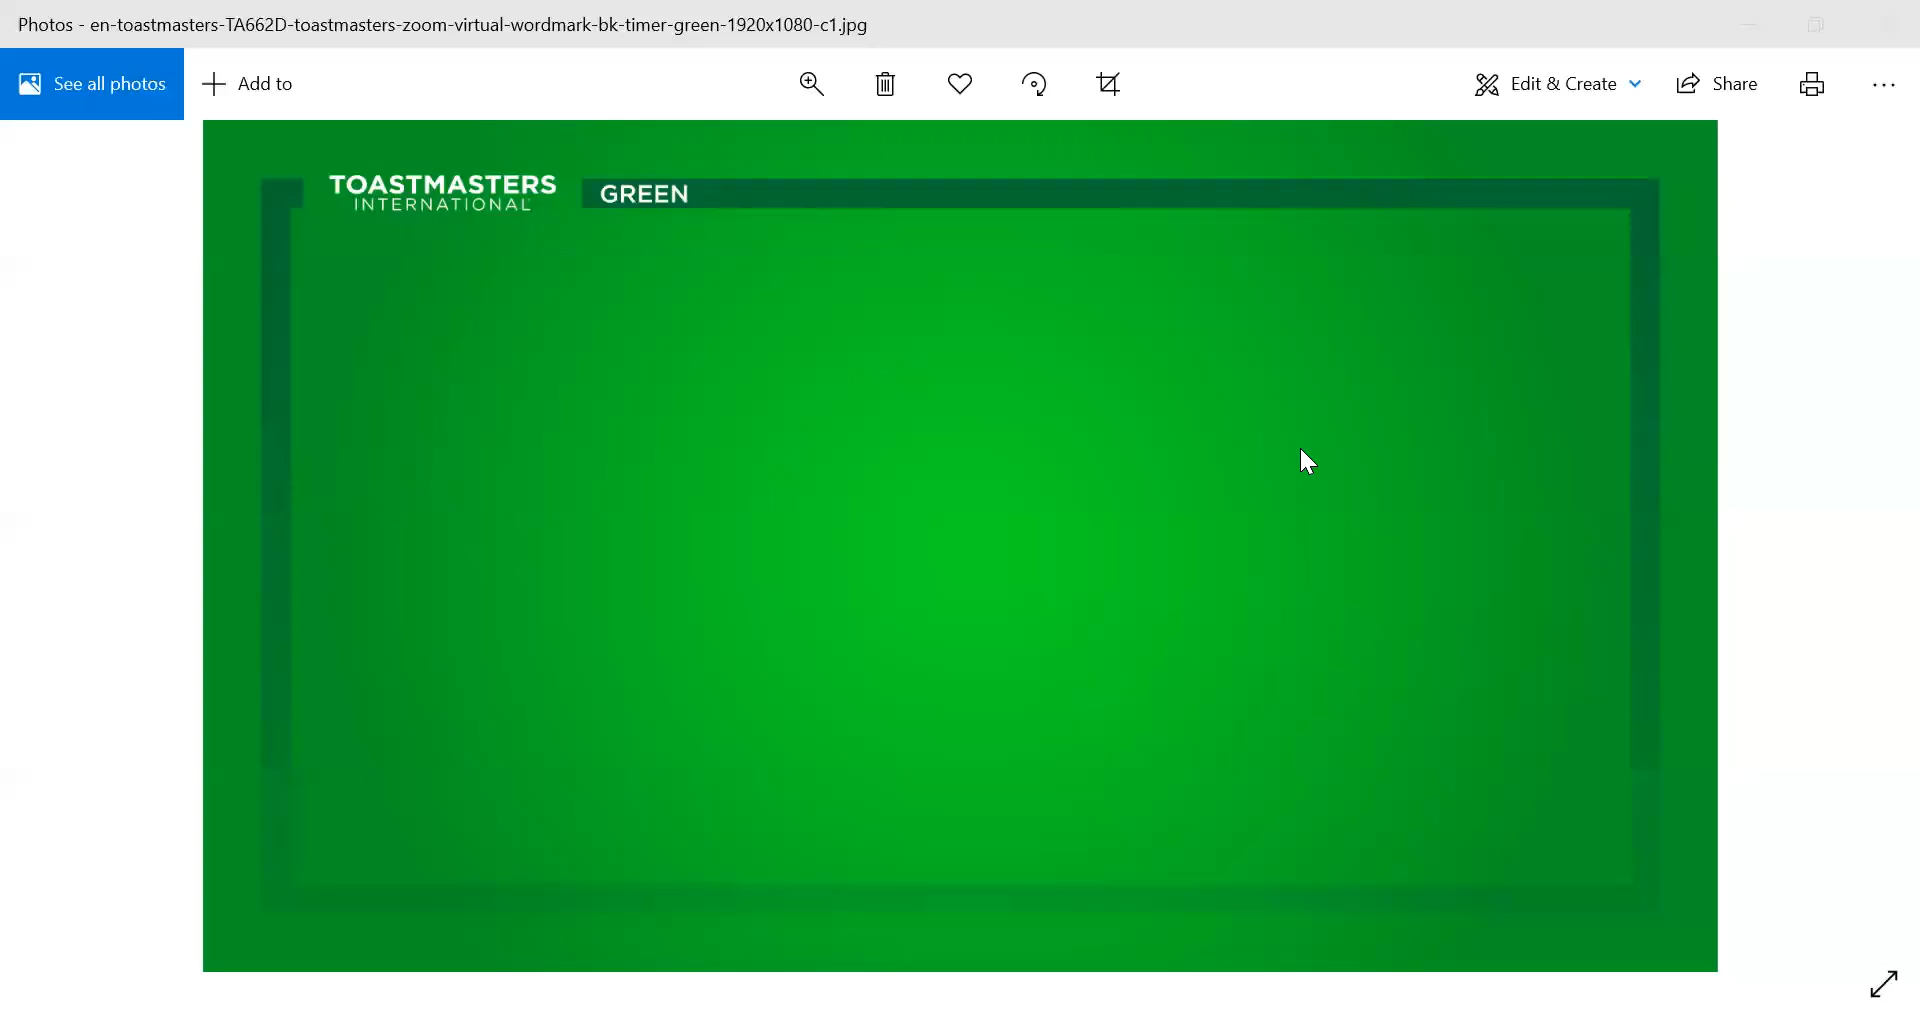 Photos - en-toastmasters-TA662D-toastmasters-zoom-virtual-wordmark-bk-timer-green-1920x1080-c1.jpg
See all photos
Add to
Edit & Create
Share
TOASTMASTERS
INTERNATIONAL
GREEN